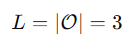 L = |𝒪| = 3